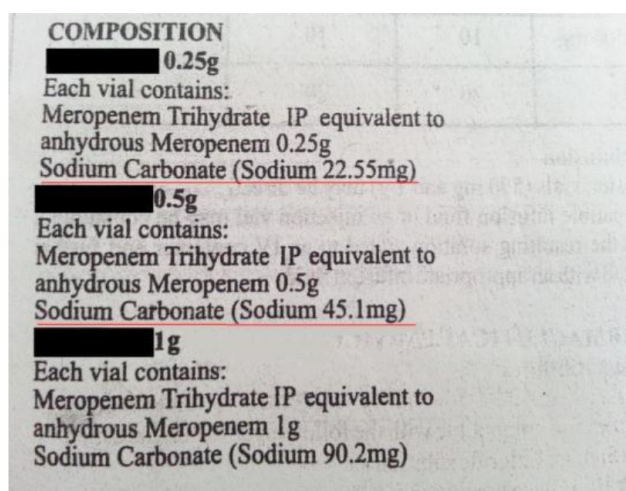 COMPOSITION
0.25g
Each vial contains:
Meropenem Trihydrate IP equivalent to
anhydrous Meropenem 0.25g
Sodium Carbonate (Sodium 22.55mg)
0.5g
Each vial contains:
Meropenem Trihydrate IP equivalent to
anhydrous Meropenem 0.5g
Sodium Carbonate (Sodium 45.1mg)
1g
Each vial contains:
Meropenem Trihydrate IP equivalent to
anhydrous Meropenem 1g
Sodium Carbonate (Sodium 90.2mg)